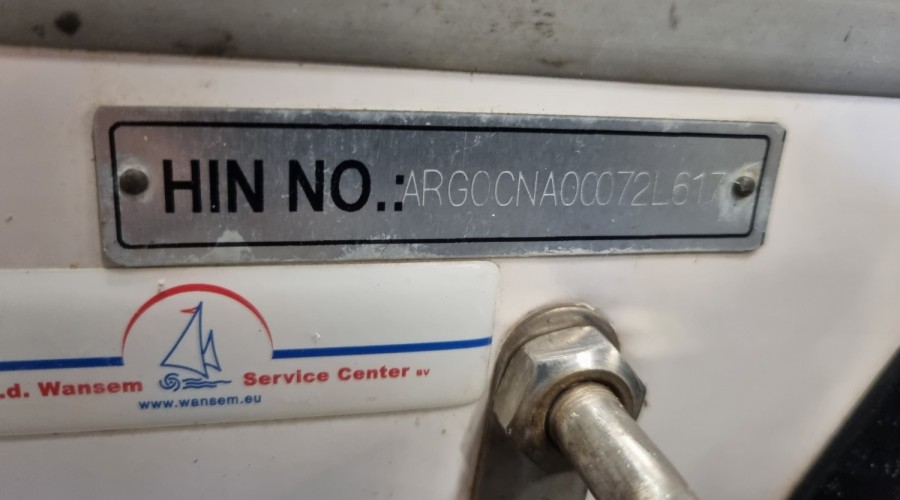 HIN NO.:ARGOCNA00072L617
.d. Wansem Service Center BV
www.wansem.eu